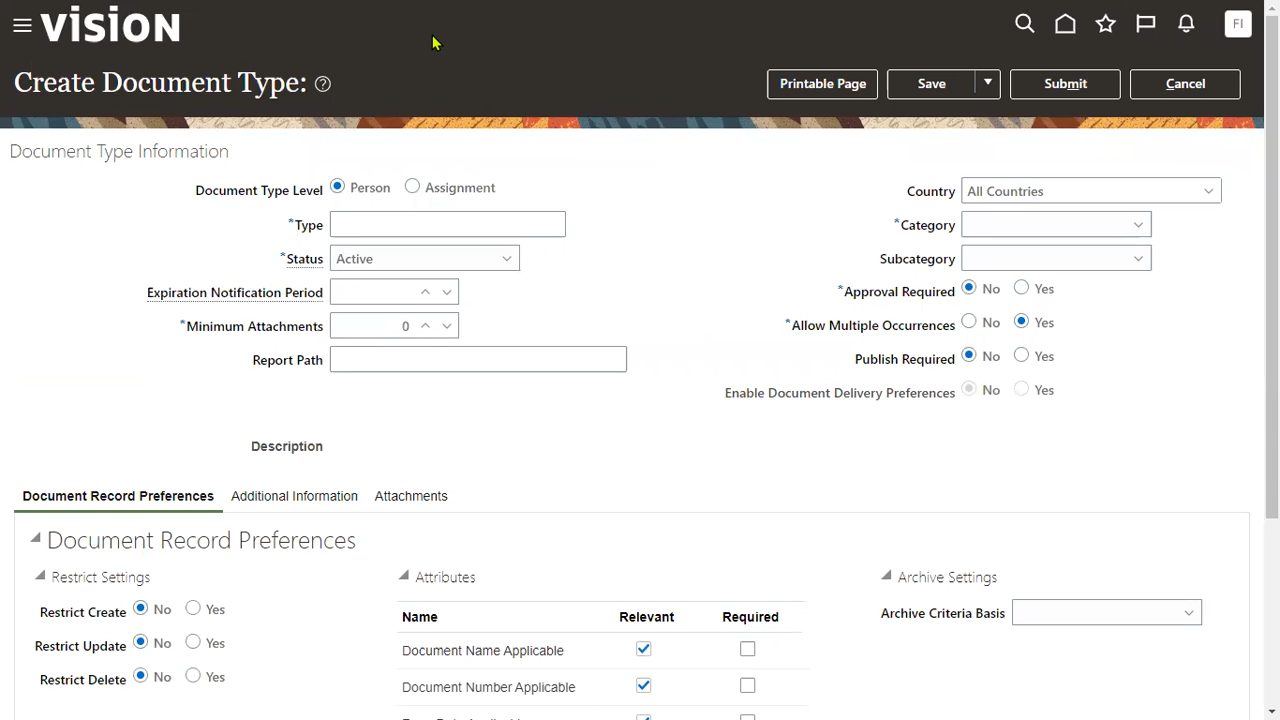 VISION
FI
Create Document Type:
Printable Page
Save
Submit
Cancel
Document Type Information
Document Type Level Person Assignment
Country All Countries
*Type
*Category
*Status Active
Subcategory
Expiration Notification Period
*Approval Required No Yes
*Minimum Attachments 0
*Allow Multiple Occurrences No Yes
Report Path
Publish Required No Yes
Enable Document Delivery Preferences No Yes
Description
Document Record Preferences Additional Information Attachments
Document Record Preferences
Restrict Settings
Restrict Create No Yes
Restrict Update No Yes
Restrict Delete No Yes
Attributes
Name Relevant Required
Document Name Applicable
Document Number Applicable
Archive Settings
Archive Criteria Basis